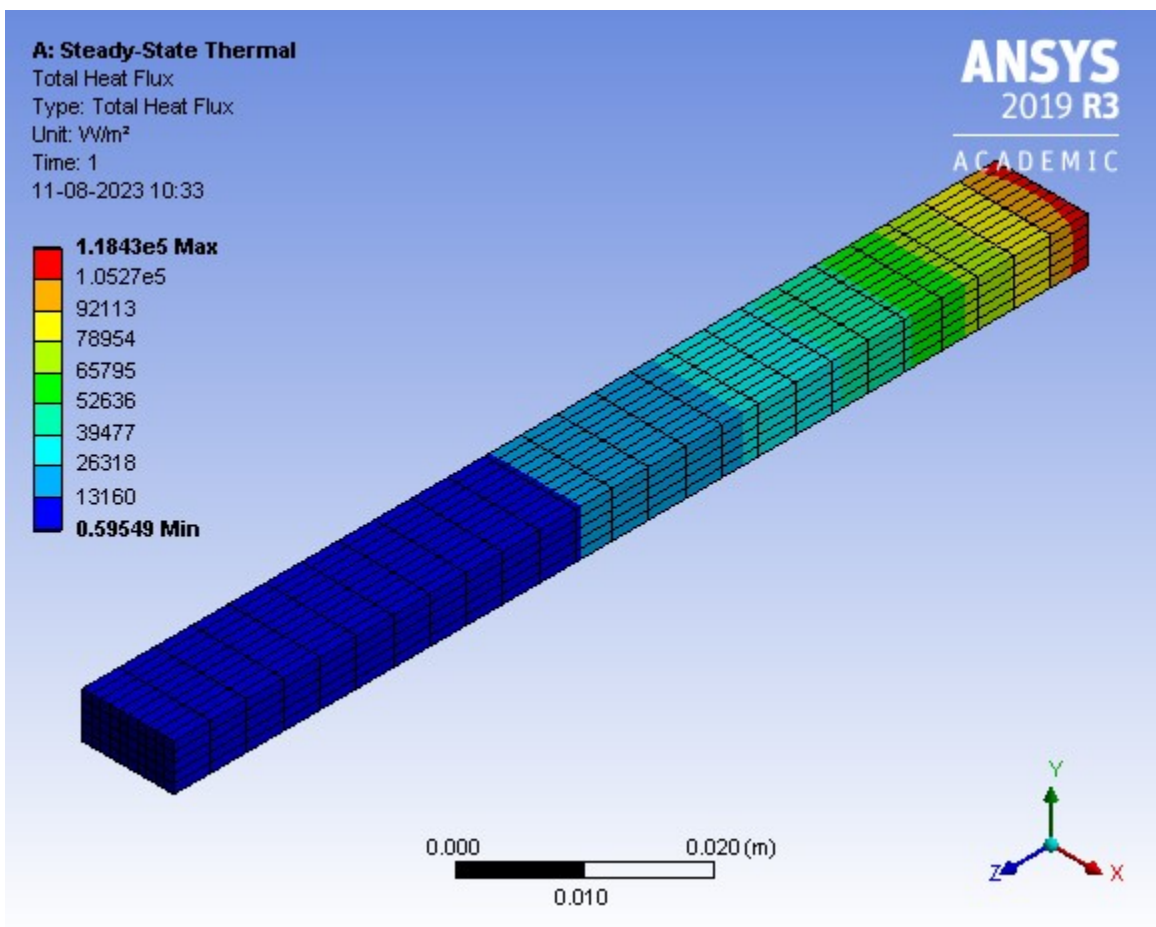 A: Steady-State Thermal
Total Heat Flux
Type: Total Heat Flux
Unit: W/m²
Time: 1
11-08-2023 10:33
1.1843e5 Max
1.0527e5
92113
78954
65795
52636
39477
26318
13160
0.59549 Min
ANSYS
2019 R3
ACADEMIC
0.000
0.020 (m)
0.010
Y
Z
X